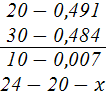 20 – 0,491
30 – 0,484
10 – 0,007
24 – 20 – x